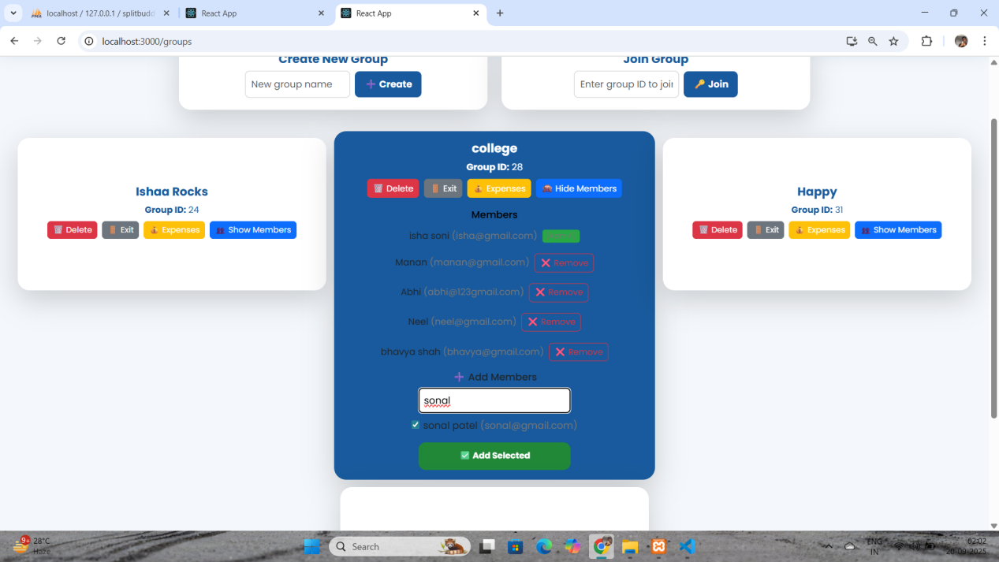 localhost / 127.0.0.1 / splitbudd
React App
React App
localhost:3000/groups
Create New Group
Join Group
New group name
➕ Create
Enter group ID to joi
🔑 Join
college
Group ID: 28
🗑️ Delete
🚪 Exit
💰 Expenses
🙈 Hide Members
Ishaa Rocks
Group ID: 24
🗑️ Delete
🚪 Exit
💰 Expenses
👥 Show Members
Happy
Group ID: 31
🗑️ Delete
🚪 Exit
💰 Expenses
👥 Show Members
Members
isha soni (isha@gmail.com)
Manan (manan@gmail.com) ❌ Remove
Abhi (abhi@123gmail.com) ❌ Remove
Neel (neel@gmail.com) ❌ Remove
bhavya shah (bhavya@gmail.com) ❌ Remove
➕ Add Members
sonal
sonal patel (sonal@gmail.com)
✅ Add Selected
9+
28°C
Haze
Search
ENG
IN
02:02
20-09-2025